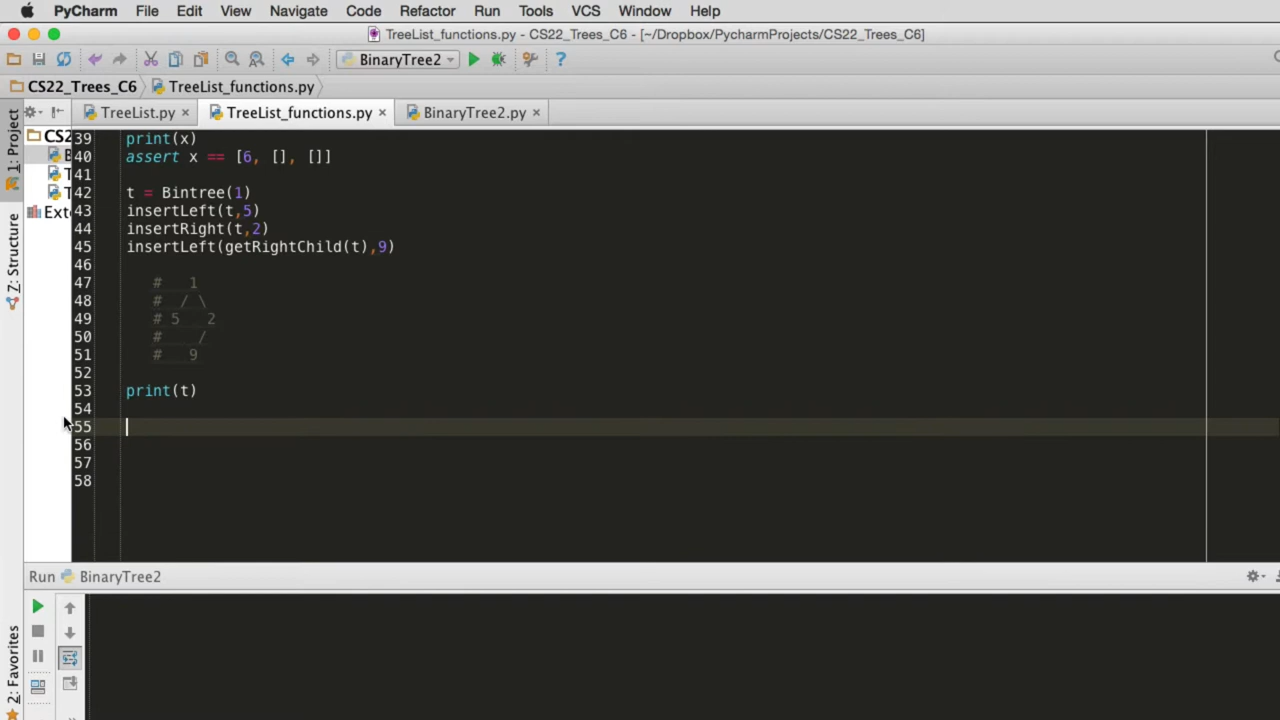 PyCharm File Edit View Navigate Code Refactor Run Tools VCS Window Help
TreeList_functions.py - CS22_Trees_C6 - [~/Dropbox/PycharmProjects/CS22_Trees_C6]
BinaryTree2
CS22_Trees_C6 TreeList_functions.py
1: Project
TreeList.py TreeList_functions.py BinaryTree2.py
CS2
B
T
T
Exte
Z: Structure
39 print(x)
40 assert x == [6, [], []]
41
42 t = Bintree(1)
43 insertLeft(t,5)
44 insertRight(t,2)
45 insertLeft(getRightChild(t),9)
46
47 #   1
48 #  / \
49 # 5   2
50 #    /
51 #   9
52
53 print(t)
54
55
56
57
58
Run BinaryTree2
2: Favorites